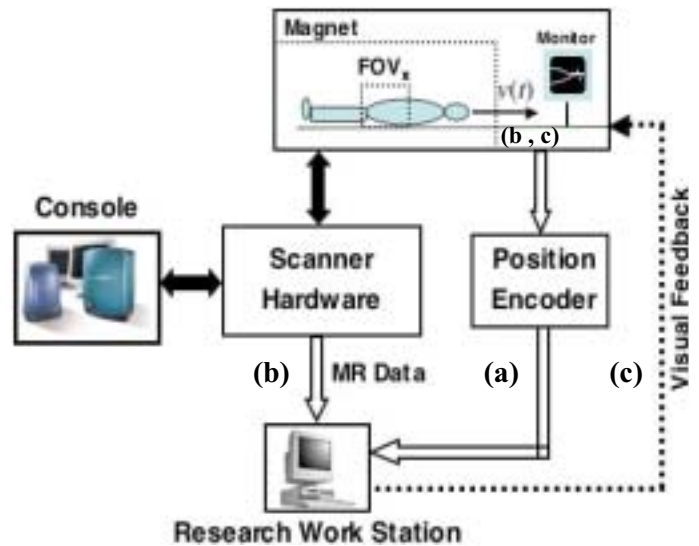 Magnet
Monitor
FOVx
v(t)
(b , c)
Console
Scanner
Hardware
Position
Encoder
(b)
MR Data
(a)
(c)
Visual Feedback
Research Work Station